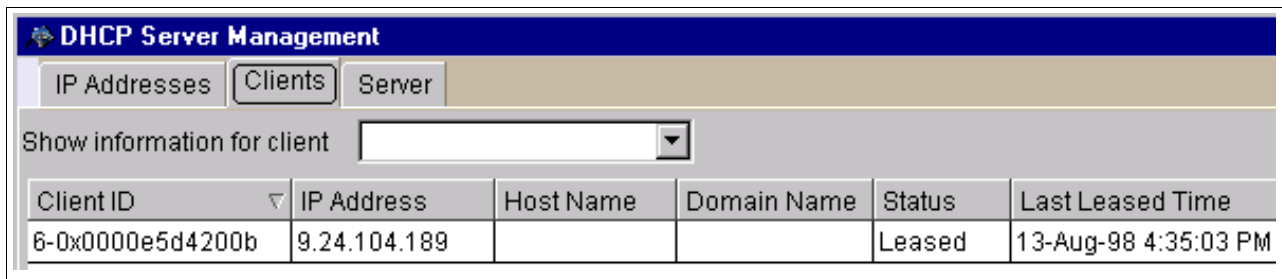 DHCP Server Management
IP Addresses Clients Server
Show information for client
Client ID IP Address Host Name Domain Name Status Last Leased Time
6-0x0000e5d4200b 9.24.104.189 Leased 13-Aug-98 4:35:03 PM